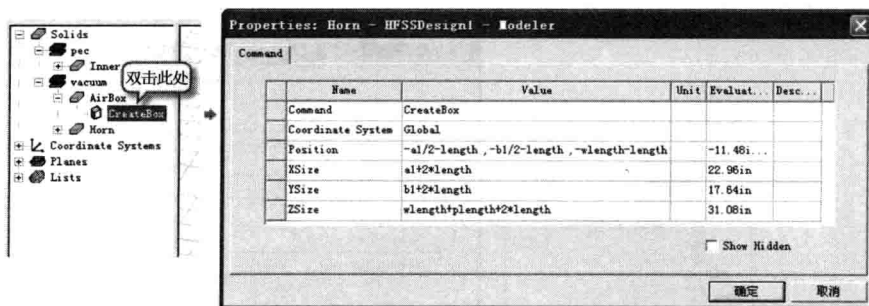 Solids
pec
Inner
双击此处
vacuum
AirBox
CreateBox
Horn
Coordinate Systems
Planes
Lists
Properties: Horn - HFSSDesign1 - Modeler
Command
Name Value Unit Evaluat... Desc...
Command CreateBox
Coordinate System Global
Position -a1/2-length ,-b1/2-length ,-wlength-length -11.48i...
XSize a1+2*length 22.96in
YSize b1+2*length 17.64in
ZSize wlength+plength+2*length 31.08in
Show Hidden
确定 取消